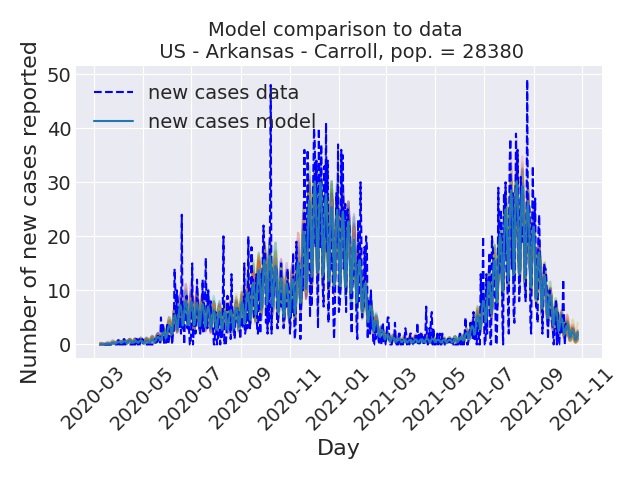 Model comparison to data
US - Arkansas - Carroll, pop. = 28380
Number of new cases reported
50
40
30
20
10
0
new cases data
new cases model
2020-03
2020-05
2020-07
2020-09
2020-11
2021-01
2021-03
2021-05
2021-07
2021-09
2021-11
Day